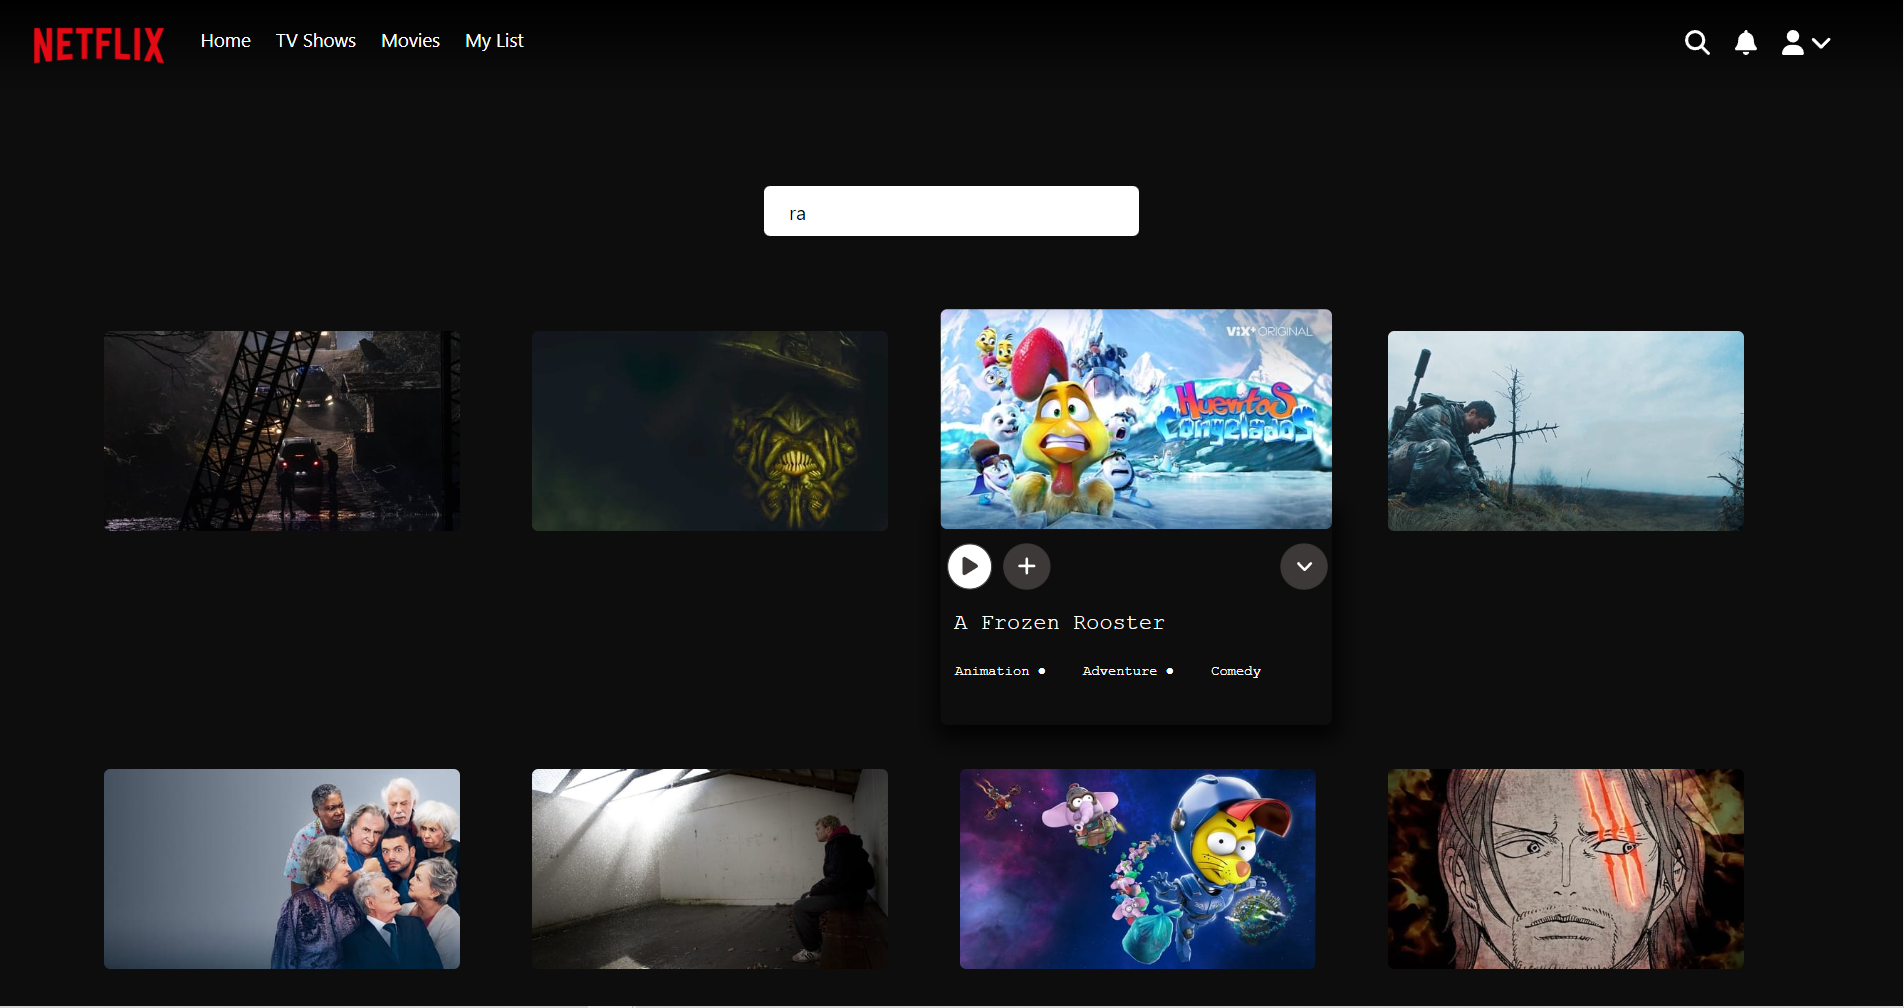 NETFLIX Home TV Shows Movies My List
ra
ViX+ ORIGINAL
Huevitos
Congelados
A Frozen Rooster
Animation • Adventure • Comedy